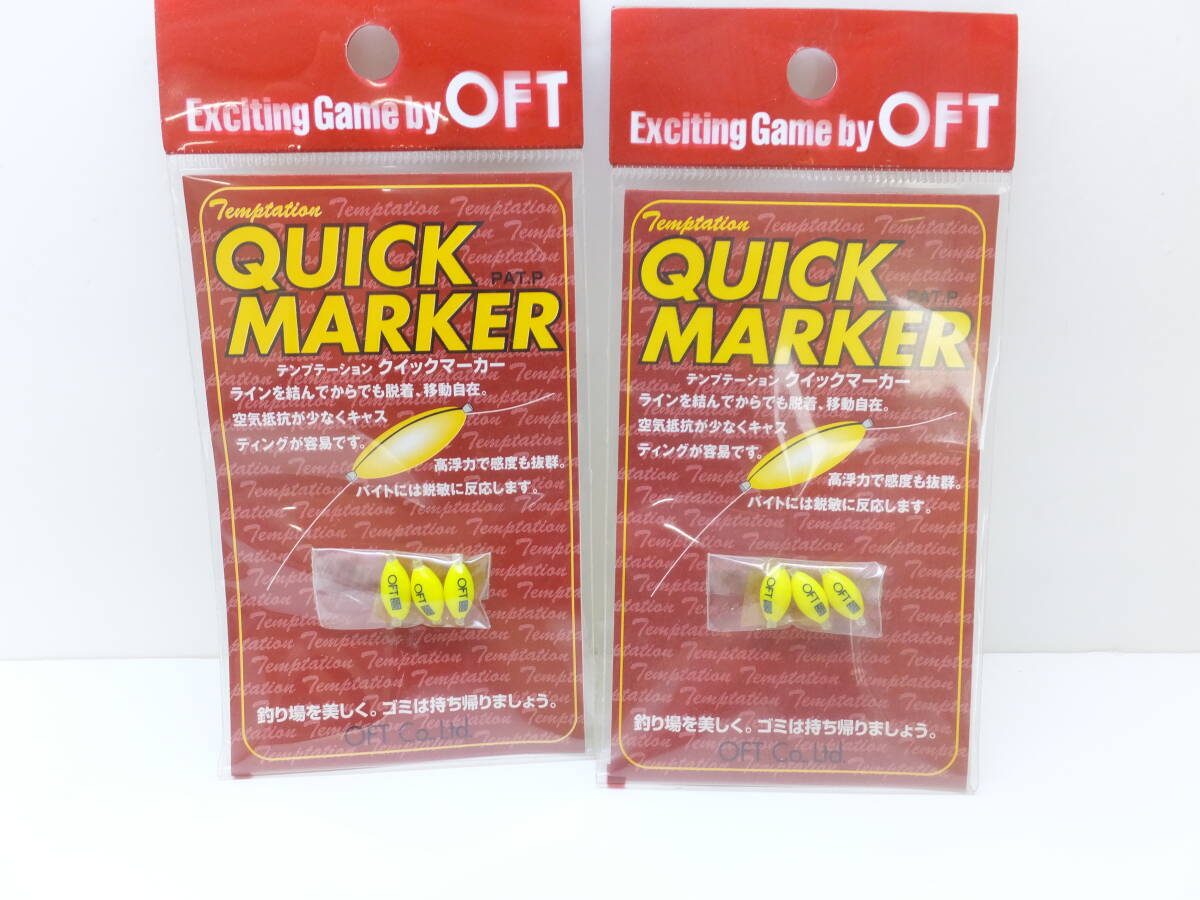 Exciting Game by OFT
Temptation
QUICK
PAT.P
MARKER
テンプテーション クイックマーカー
ラインを結んでからでも脱着、移動自在。
空気抵抗が少なくキャス
ティングが容易です。
高浮力で感度も抜群。
バイトには鋭敏に反応します。
OFT
OFT
OFT
釣り場を美しく。ゴミは持ち帰りましょう。
OFT Co., Ltd.
Exciting Game by OFT
Temptation
QUICK
PAT.P
MARKER
テンプテーション クイックマーカー
ラインを結んでからでも脱着、移動自在。
空気抵抗が少なくキャス
ティングが容易です。
高浮力で感度も抜群。
バイトには鋭敏に反応します。
OFT
OFT
OFT
釣り場を美しく。ゴミは持ち帰りましょう。
OFT Co., Ltd.